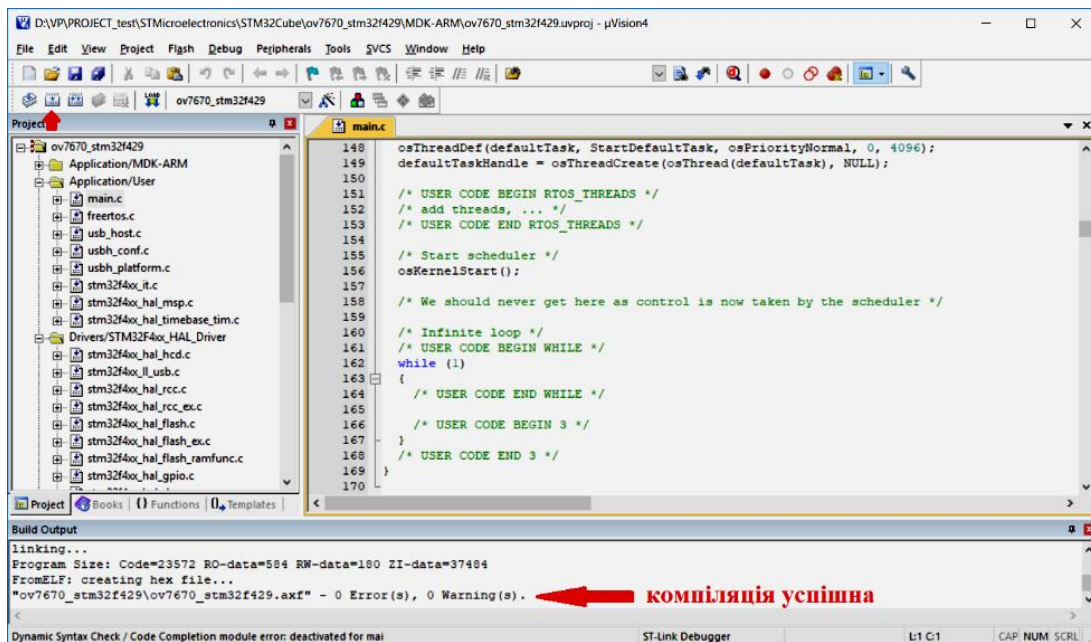 D:\VP\PROJECT_test\STMicroelectronics\STM32Cube\ov7670_stm32f429\MDK-ARM\ov7670_stm32f429.uvproj - µVision4
File Edit View Project Flash Debug Peripherals Tools SVCS Window Help
LOAD ov7670_stm32f429
Project
ov7670_stm32f429
Application/MDK-ARM
Application/User
main.c
freertos.c
usb_host.c
usbh_conf.c
usbh_platform.c
stm32f4xx_it.c
stm32f4xx_hal_msp.c
stm32f4xx_hal_timebase_tim.c
Drivers/STM32F4xx_HAL_Driver
stm32f4xx_hal_hcd.c
stm32f4xx_ll_usb.c
stm32f4xx_hal_rcc.c
stm32f4xx_hal_rcc_ex.c
stm32f4xx_hal_flash.c
stm32f4xx_hal_flash_ex.c
stm32f4xx_hal_flash_ramfunc.c
stm32f4xx_hal_gpio.c
Project Books {} Functions 0 Templates
main.c
148 osThreadDef(defaultTask, StartDefaultTask, osPriorityNormal, 0, 4096);
149 defaultTaskHandle = osThreadCreate(osThread(defaultTask), NULL);
150
151 /* USER CODE BEGIN RTOS_THREADS */
152 /* add threads, ... */
153 /* USER CODE END RTOS_THREADS */
154
155 /* Start scheduler */
156 osKernelStart();
157
158 /* We should never get here as control is now taken by the scheduler */
159
160 /* Infinite loop */
161 /* USER CODE BEGIN WHILE */
162 while (1)
163 {
164 /* USER CODE END WHILE */
165
166 /* USER CODE BEGIN 3 */
167 }
168 /* USER CODE END 3 */
169 }
170
Build Output
linking...
Program Size: Code=23572 RO-data=584 RW-data=180 ZI-data=37484
FromELF: creating hex file...
"ov7670_stm32f429\ov7670_stm32f429.axf" - 0 Error(s), 0 Warning(s). компіляція успішна
Dynamic Syntax Check / Code Completion module error: deactivated for mai ST-Link Debugger L:1 C:1 CAP NUM SCRL